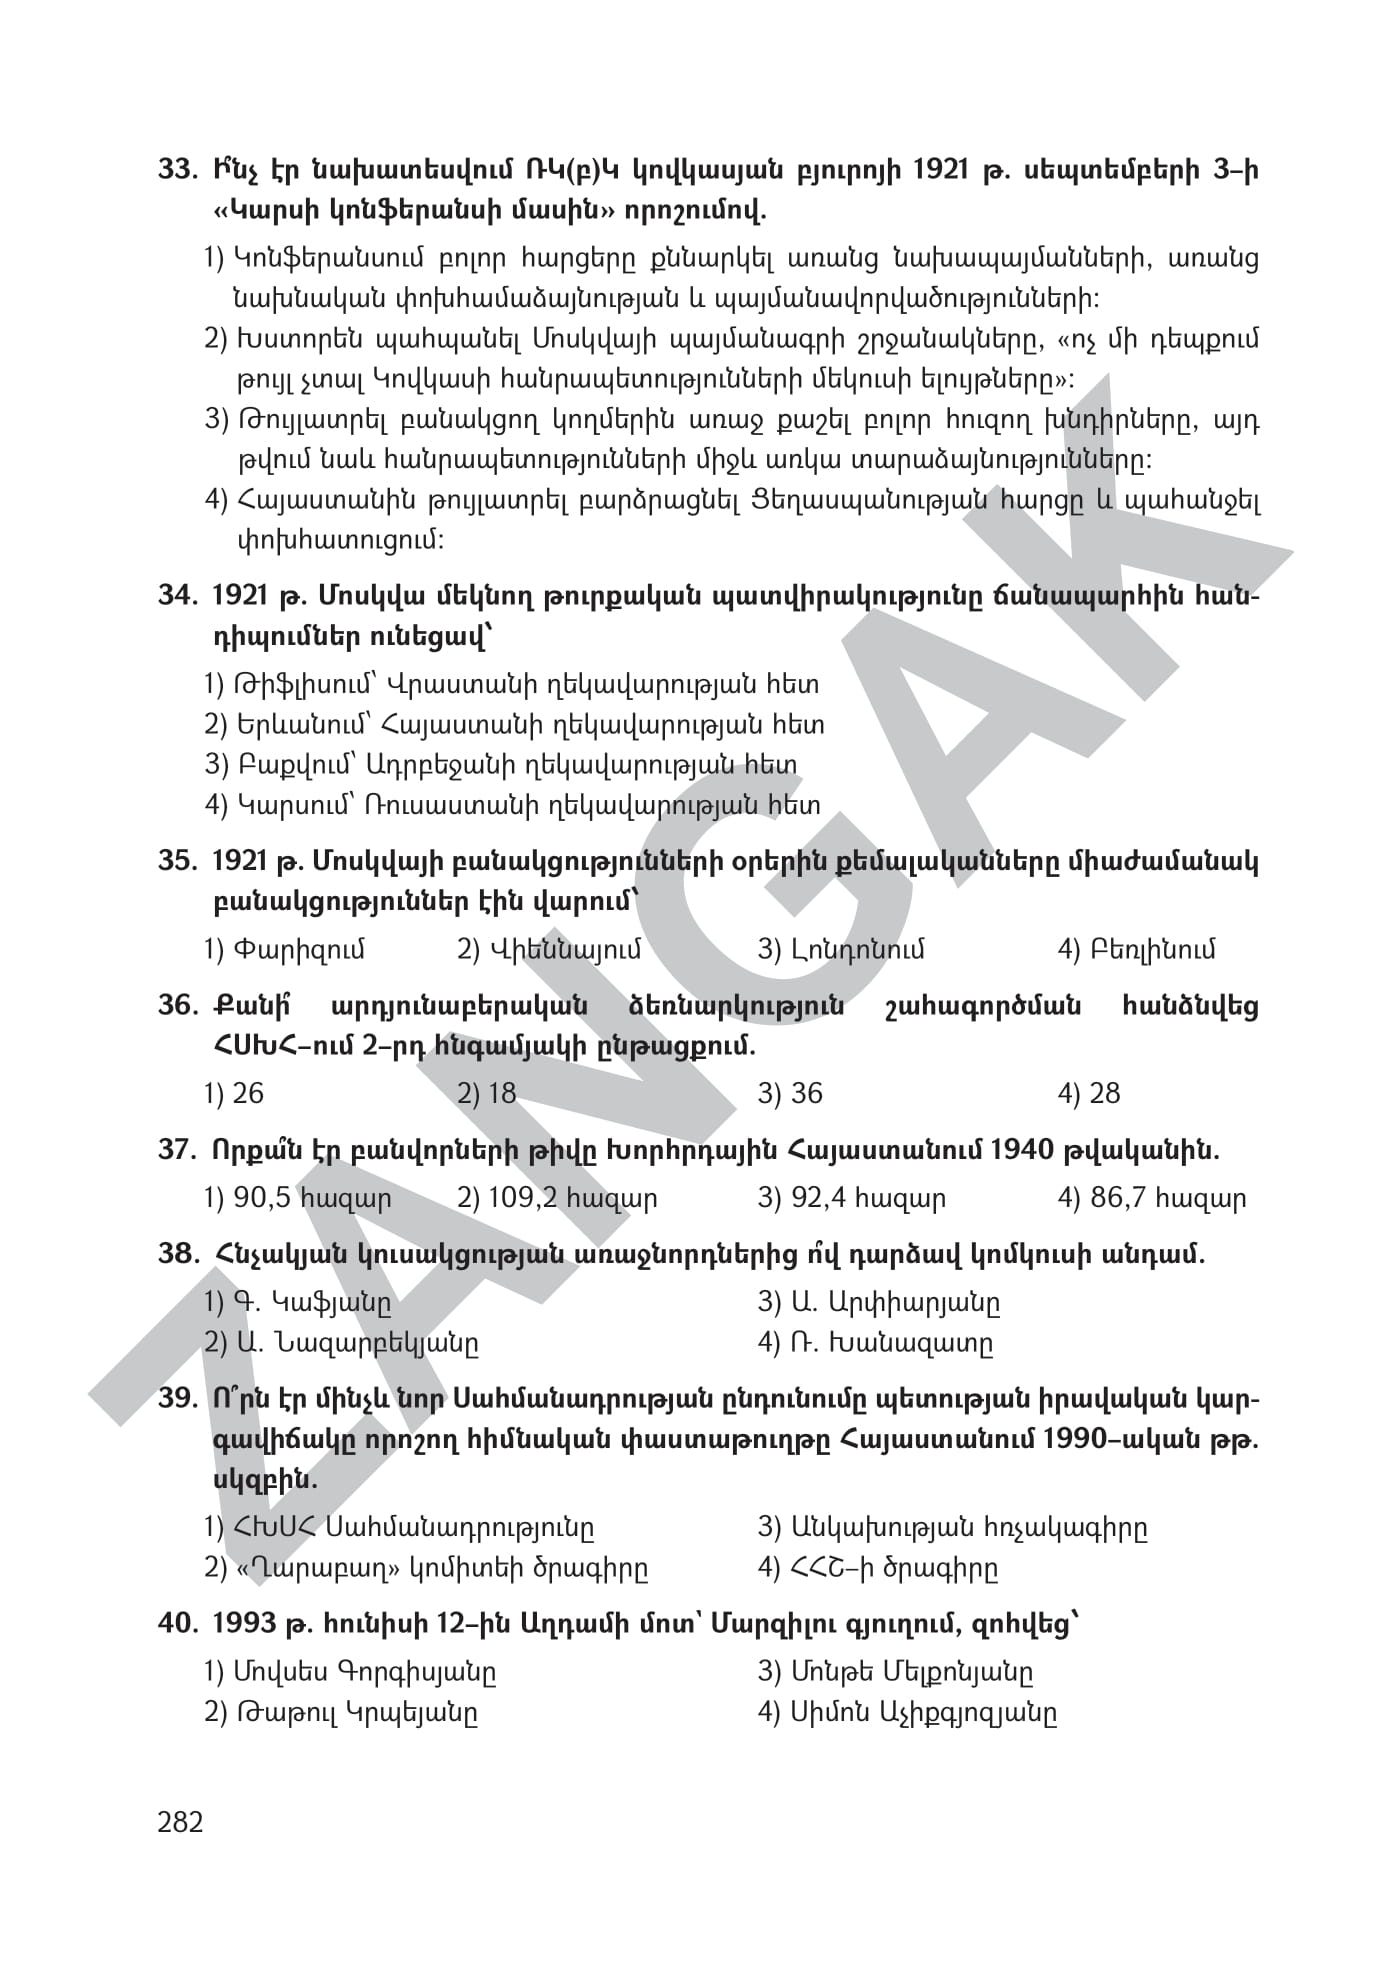 33. Ի՞նչ էր նախատեսվում ՌԿ(բ)Կ կովկասյան բյուրոյի 1921 թ. սեպտեմբերի 3–ի
«Կարսի կոնֆերանսի մասին» որոշումով.
1) Կոնֆերանսում բոլոր հարցերը քննարկել առանց նախապայմանների, առանց
նախնական փոխհամաձայնության և պայմանավորվածությունների:
2) Խստորեն պահպանել Մոսկվայի պայմանագրի շրջանակները, «ոչ մի դեպքում
թույլ չտալ Կովկասի հանրապետությունների մեկուսի ելույթները»:
3) Թույլատրել բանակցող կողմերին առաջ քաշել բոլոր հուզող խնդիրները, այդ
թվում նաև հանրապետությունների միջև առկա տարաձայնությունները:
4) Հայաստանին թույլատրել բարձրացնել Ցեղասպանության հարցը և պահանջել
փոխհատուցում:
34. 1921 թ. Մոսկվա մեկնող թուրքական պատվիրակությունը ճանապարհին հան-
դիպումներ ունեցավ՝
1) Թիֆլիսում՝ Վրաստանի ղեկավարության հետ
2) Երևանում՝ Հայաստանի ղեկավարության հետ
3) Բաքվում՝ Ադրբեջանի ղեկավարության հետ
4) Կարսում՝ Ռուսաստանի ղեկավարության հետ
35. 1921 թ. Մոսկվայի բանակցությունների օրերին քեմալականները միաժամանակ
բանակցություններ էին վարում՝
1) Փարիզում 2) Վիեննայում 3) Լոնդոնում 4) Բեռլինում
36. Քանի՞ արդյունաբերական ձեռնարկություն շահագործման հանձնվեց
ՀՍԽՀ–ում 2–րդ հնգամյակի ընթացքում.
1) 26 2) 18 3) 36 4) 28
37. Որքա՞ն էր բանվորների թիվը Խորհրդային Հայաստանում 1940 թվականին.
1) 90,5 հազար 2) 109,2 հազար 3) 92,4 հազար 4) 86,7 հազար
38. Հնչակյան կուսակցության առաջնորդներից ո՞վ դարձավ կոմկուսի անդամ.
1) Գ. Կաֆյանը 3) Ա. Արփիարյանը
2) Ա. Նազարբեկյանը 4) Ռ. Խանազատը
39. Ո՞րն էր մինչև նոր Սահմանադրության ընդունումը պետության իրավական կար-
գավիճակը որոշող հիմնական փաստաթուղթը Հայաստանում 1990–ական թթ.
սկզբին.
1) ՀԽՍՀ Սահմանադրությունը 3) Անկախության հռչակագիրը
2) «Ղարաբաղ» կոմիտեի ծրագիրը 4) ՀՀՇ–ի ծրագիրը
40. 1993 թ. հունիսի 12–ին Աղդամի մոտ՝ Մարզիլու գյուղում, զոհվեց՝
1) Մովսես Գորգիսյանը 3) Մոնթե Մելքոնյանը
2) Թաթուլ Կրպեյանը 4) Սիմոն Աչիքգյոզյանը
282
ZANGAK